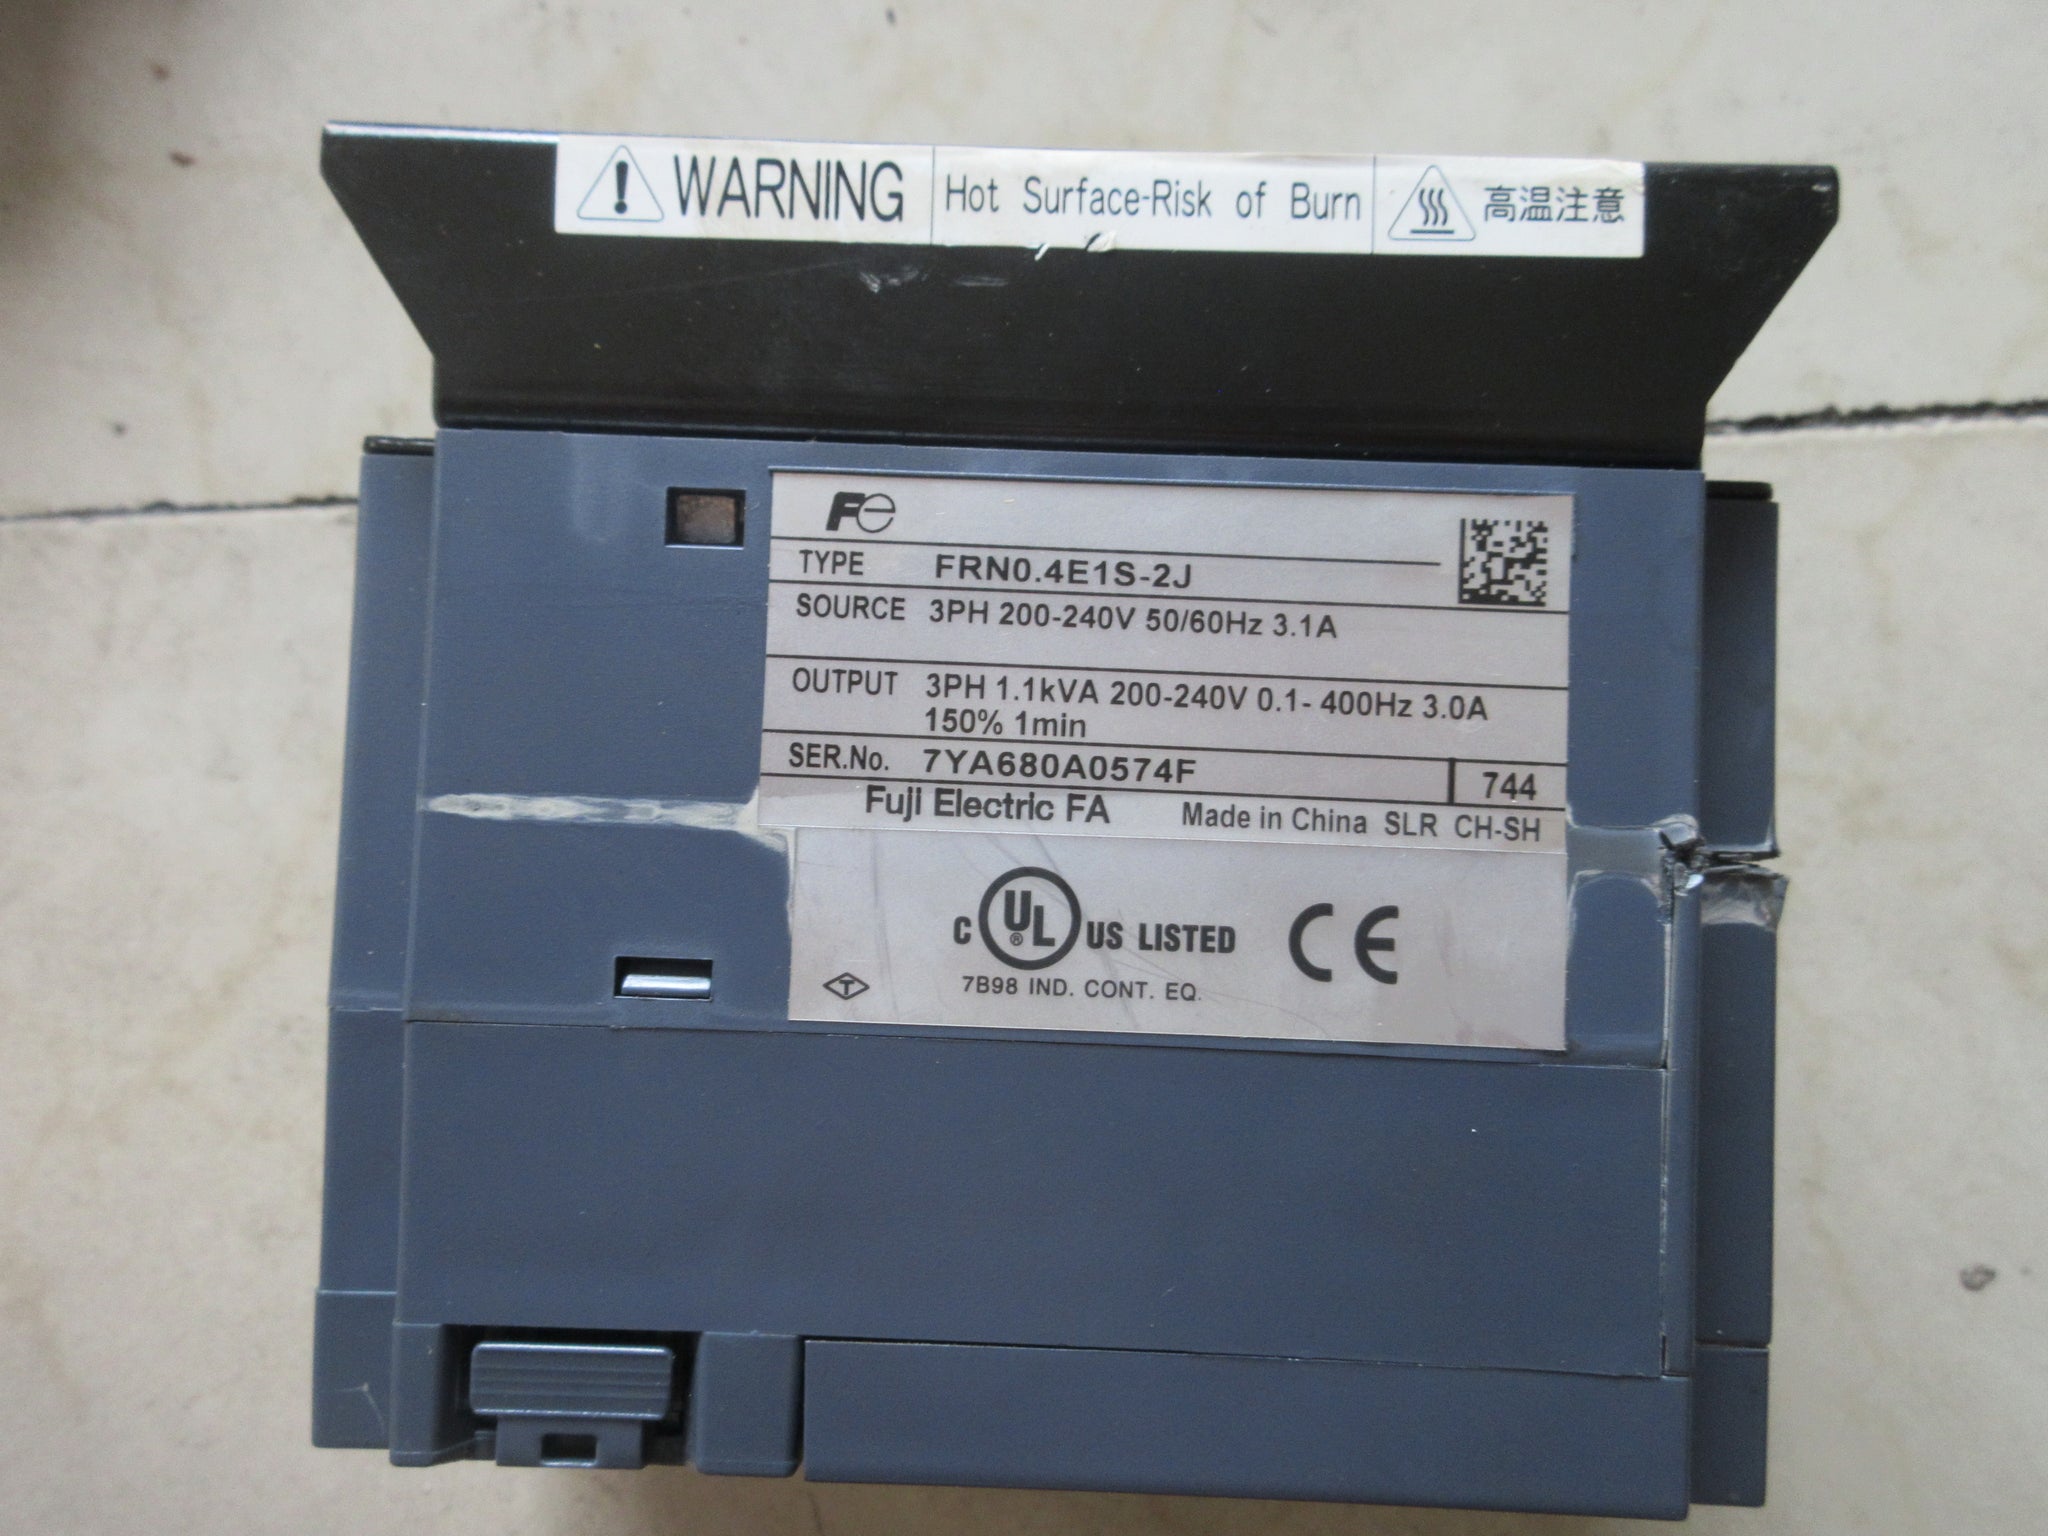 ! WARNING Hot Surface-Risk of Burn 高温注意
Fe
TYPE FRN0.4E1S-2J
SOURCE 3PH 200-240V 50/60Hz 3.1A
OUTPUT 3PH 1.1kVA 200-240V 0.1- 400Hz 3.0A
150% 1min
SER.No. 7YA680A0574F 744
Fuji Electric FA Made in China SLR CH-SH
C UL ® US LISTED CE
T 7B98 IND. CONT. EQ.